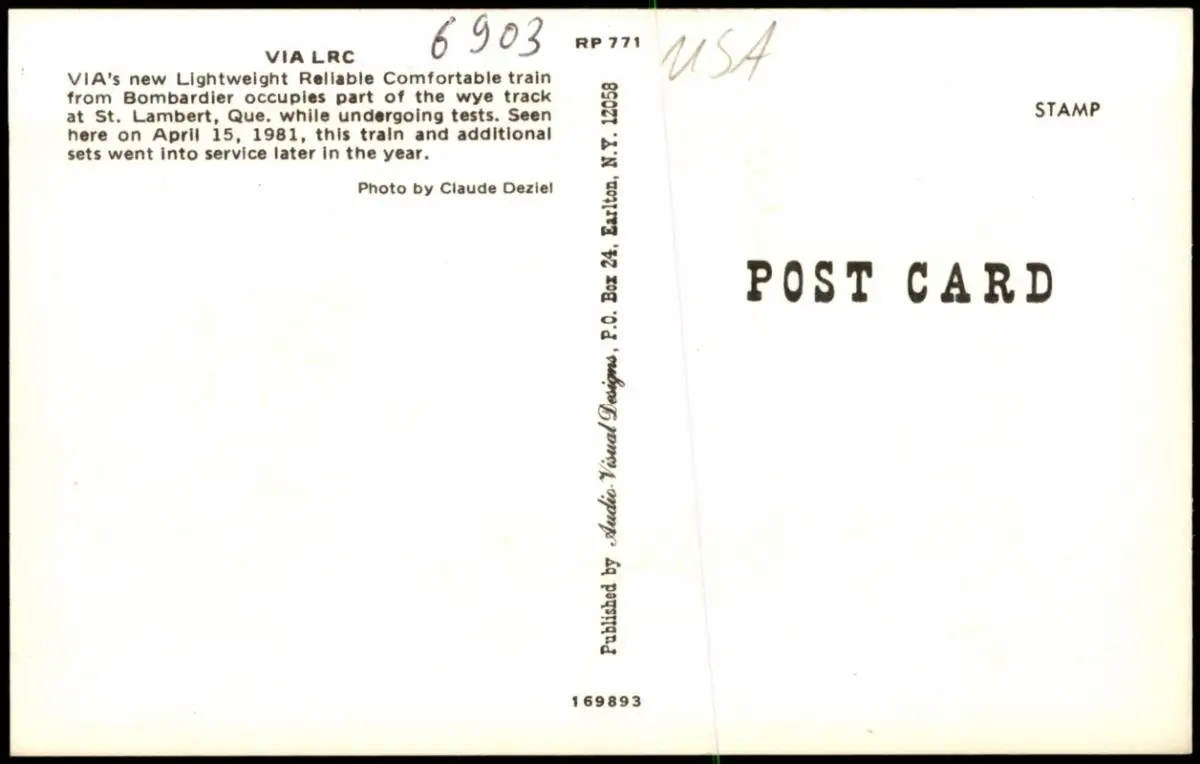 6903
VIA LRC
VIA's new Lightweight Reliable Comfortable train
from Bombardier occupies part of the wye track
at St. Lambert, Que. while undergoing tests. Seen
here on April 15, 1981, this train and additional
sets went into service later in the year.
Photo by Claude Deziel
RP 771
Published by Audio-Visual Designs, P.O. Box 24, Earlton, N.Y. 12058
169893
USA
STAMP
POST CARD